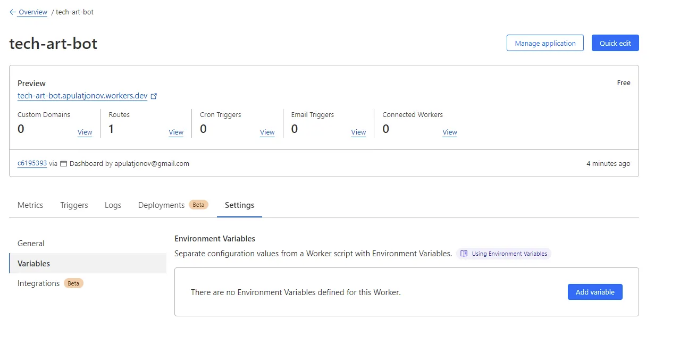 ← Overview / tech-art-bot
tech-art-bot
Manage application
Quick edit
Preview
Free
tech-art-bot.apulatjonov.workers.dev
Custom Domains
0
View
Routes
1
View
Cron Triggers
0
View
Email Triggers
0
View
Connected Workers
0
View
c6195393 via Dashboard by apulatjonov@gmail.com
4 minutes ago
Metrics Triggers Logs Deployments Beta Settings
General
Variables
Integrations Beta
Environment Variables
Separate configuration values from a Worker script with Environment Variables. Using Environment Variables
There are no Environment Variables defined for this Worker.
Add variable